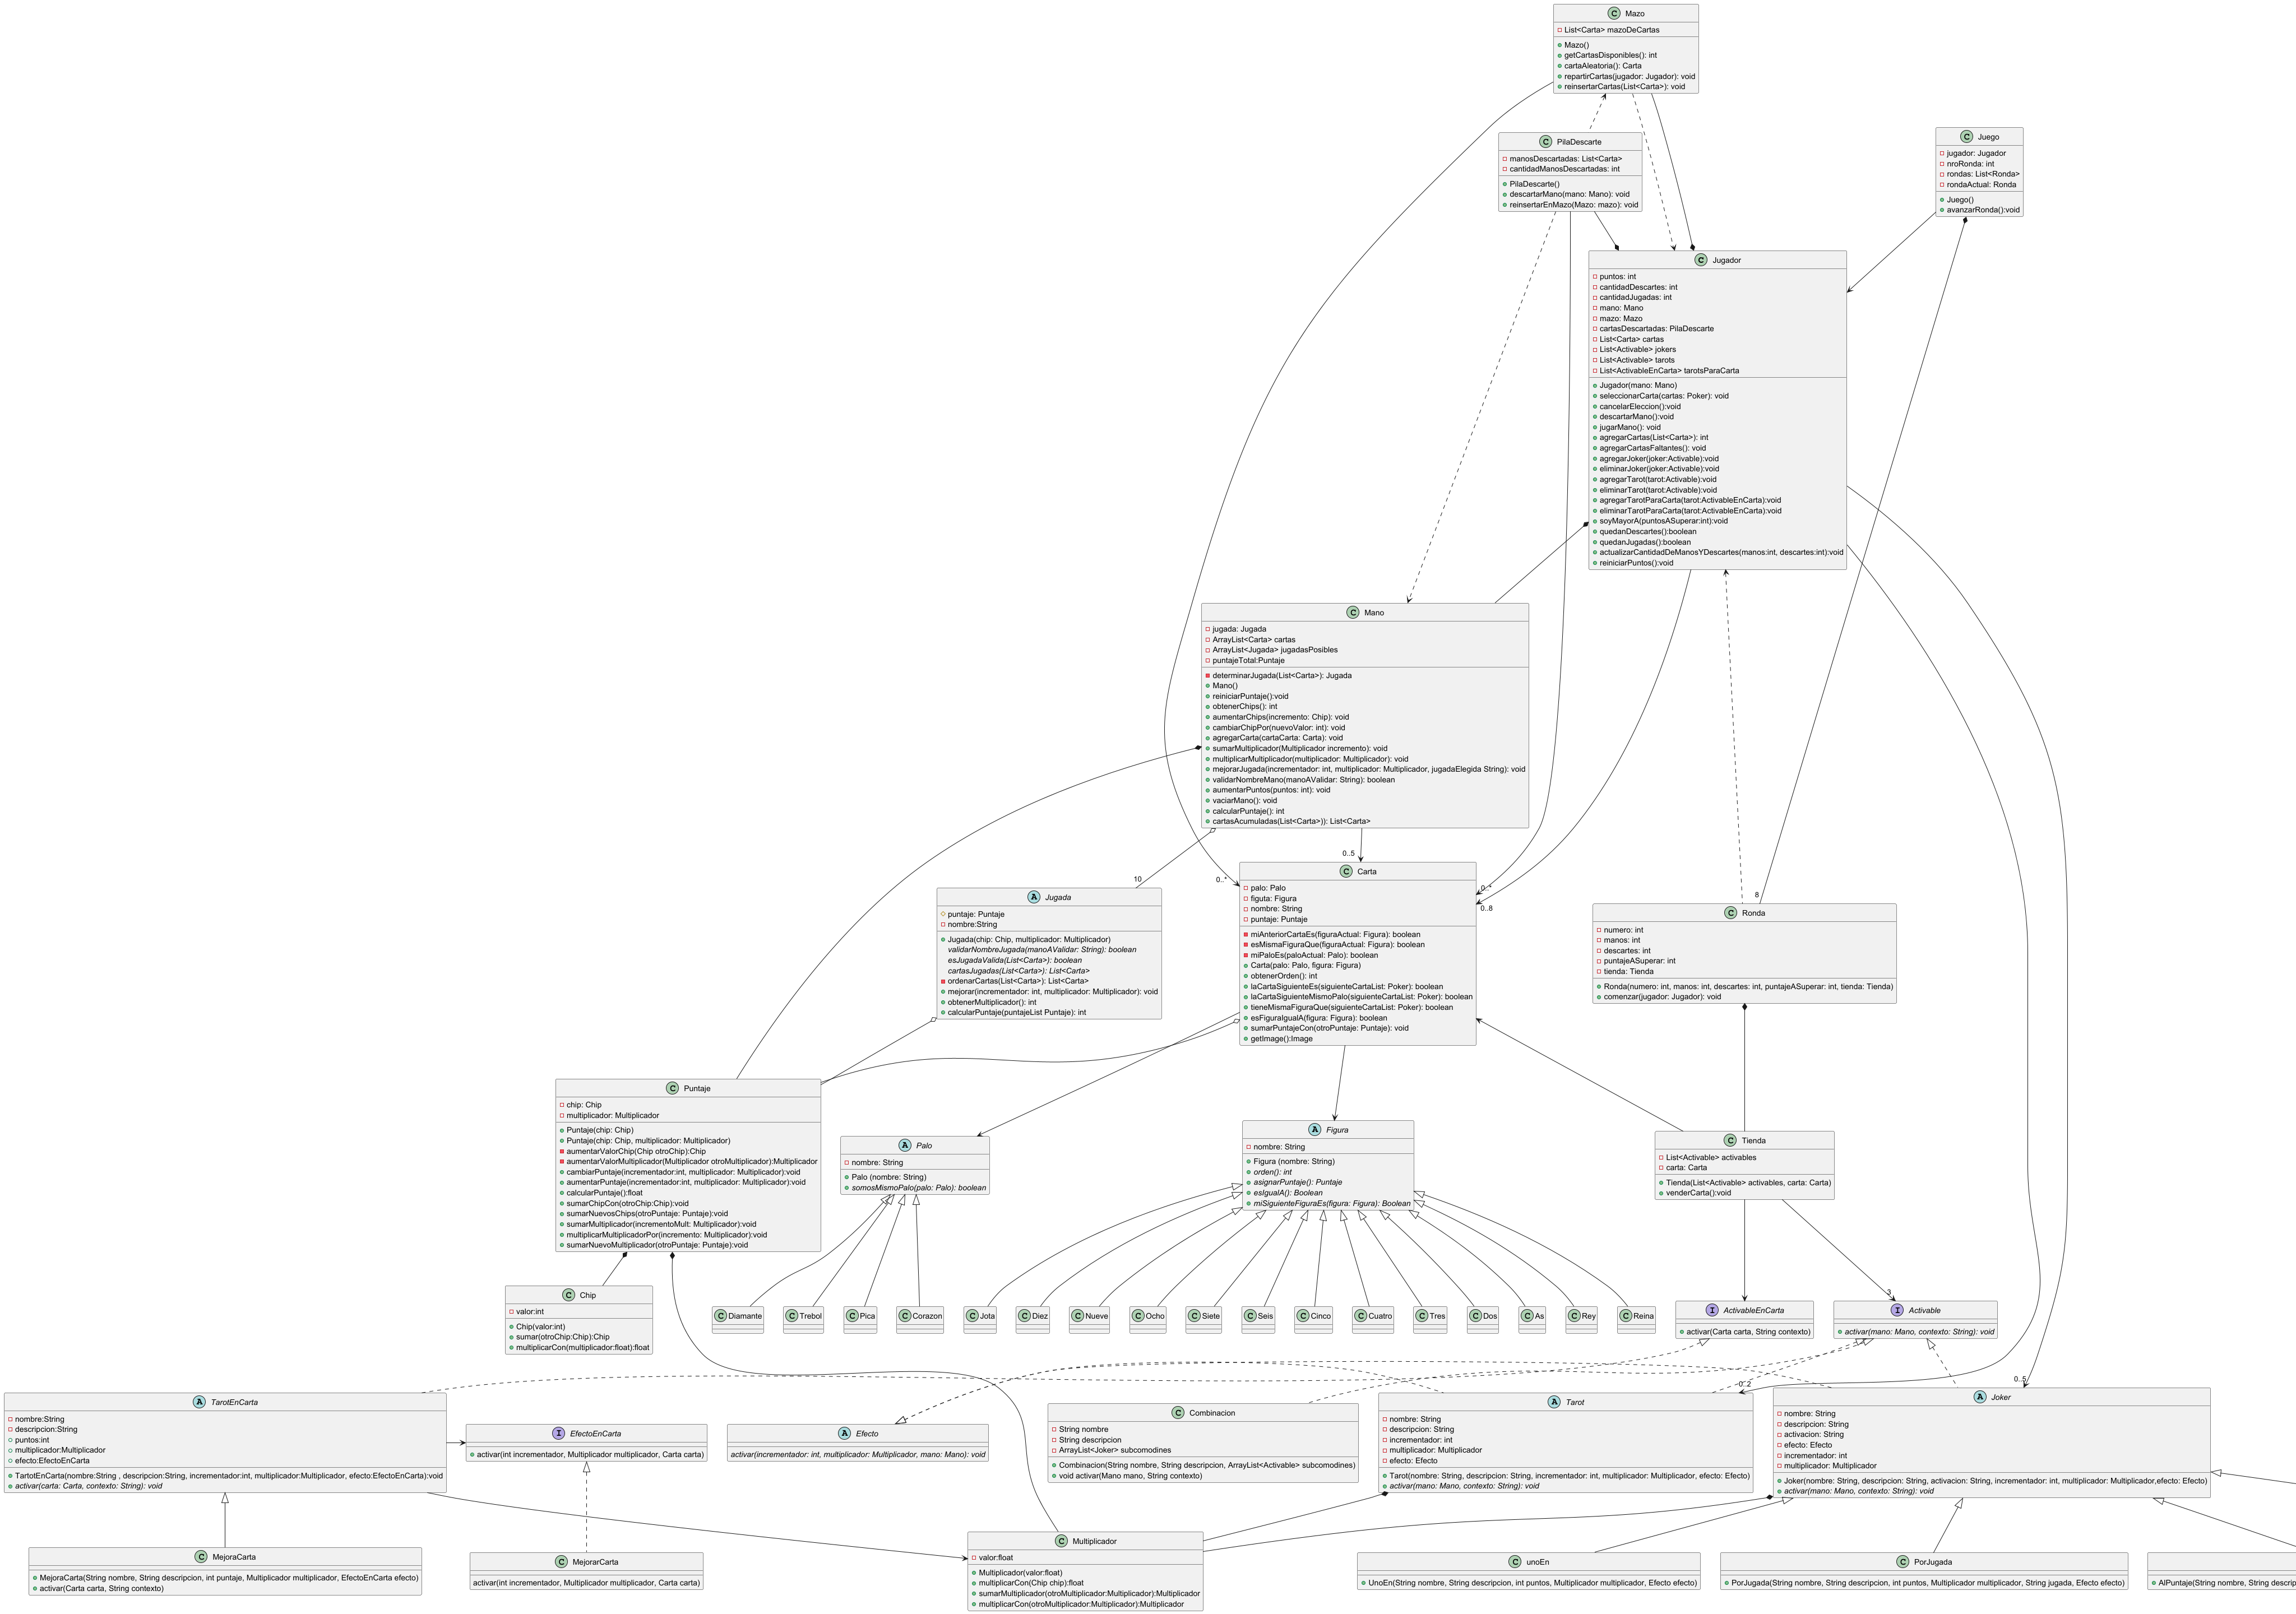 Mazo
List<Carta> mazoDeCartas
Mazo()
getCartasDisponibles(): int
cartaAleatoria(): Carta
repartirCartas(jugador: Jugador): void
reinsertarCartas(List<Carta>): void
PilaDescarte
manosDescartadas: List<Carta>
cantidadManosDescartadas: int
PilaDescarte()
descartarMano(mano: Mano): void
reinsertarEnMazo(Mazo: mazo): void
Juego
jugador: Jugador
nroRonda: int
rondas: List<Ronda>
rondaActual: Ronda
Juego()
avanzarRonda():void
Jugador
puntos: int
cantidadDescartes: int
cantidadJugadas: int
mano: Mano
mazo: Mazo
cartasDescartadas: PilaDescarte
List<Carta> cartas
List<Activable> jokers
List<Activable> tarots
List<ActivableEnCarta> tarotsParaCarta
Jugador(mano: Mano)
seleccionarCarta(cartas: Poker): void
cancelarEleccion():void
descartarMano():void
jugarMano(): void
agregarCartas(List<Carta>): int
agregarCartasFaltantes(): void
agregarJoker(joker:Activable):void
eliminarJoker(joker:Activable):void
agregarTarot(tarot:Activable):void
eliminarTarot(tarot:Activable):void
agregarTarotParaCarta(tarot:ActivableEnCarta):void
eliminarTarotParaCarta(tarot:ActivableEnCarta):void
soyMayorA(puntosASuperar:int):void
quedanDescartes():boolean
quedanJugadas():boolean
actualizarCantidadDeManosYDescartes(manos:int, descartes:int):void
reiniciarPuntos():void
Mano
jugada: Jugada
ArrayList<Carta> cartas
ArrayList<Jugada> jugadasPosibles
puntajeTotal:Puntaje
determinarJugada(List<Carta>): Jugada
Mano()
reiniciarPuntaje():void
obtenerChips(): int
aumentarChips(incremento: Chip): void
cambiarChipPor(nuevoValor: int): void
agregarCarta(cartaCarta: Carta): void
sumarMultiplicador(Multiplicador incremento): void
multiplicarMultiplicador(multiplicador: Multiplicador): void
mejorarJugada(incrementador: int, multiplicador: Multiplicador, jugadaElegida String): void
validarNombreMano(manoAValidar: String): boolean
aumentarPuntos(puntos: int): void
vaciarMano(): void
calcularPuntaje(): int
cartasAcumuladas(List<Carta>)): List<Carta>
0..5
10
0..*
0..*
0..8
8
Jugada
puntaje: Puntaje
nombre:String
Jugada(chip: Chip, multiplicador: Multiplicador)
validarNombreJugada(manoAValidar: String): boolean
esJugadaValida(List<Carta>): boolean
cartasJugadas(List<Carta>): List<Carta>
ordenarCartas(List<Carta>): List<Carta>
mejorar(incrementador: int, multiplicador: Multiplicador): void
obtenerMultiplicador(): int
calcularPuntaje(puntajeList Puntaje): int
Carta
palo: Palo
figuta: Figura
nombre: String
puntaje: Puntaje
miAnteriorCartaEs(figuraActual: Figura): boolean
esMismaFiguraQue(figuraActual: Figura): boolean
miPaloEs(paloActual: Palo): boolean
Carta(palo: Palo, figura: Figura)
obtenerOrden(): int
laCartaSiguienteEs(siguienteCartaList: Poker): boolean
laCartaSiguienteMismoPalo(siguienteCartaList: Poker): boolean
tieneMismaFiguraQue(siguienteCartaList: Poker): boolean
esFiguraIgualA(figura: Figura): boolean
sumarPuntajeCon(otroPuntaje: Puntaje): void
getImage():Image
Ronda
numero: int
manos: int
descartes: int
puntajeASuperar: int
tienda: Tienda
Ronda(numero: int, manos: int, descartes: int, puntajeASuperar: int, tienda: Tienda)
comenzar(jugador: Jugador): void
Puntaje
chip: Chip
multiplicador: Multiplicador
Puntaje(chip: Chip)
Puntaje(chip: Chip, multiplicador: Multiplicador)
aumentarValorChip(Chip otroChip):Chip
aumentarValorMultiplicador(Multiplicador otroMultiplicador):Multiplicador
cambiarPuntaje(incrementador:int, multiplicador: Multiplicador):void
aumentarPuntaje(incrementador:int, multiplicador: Multiplicador):void
calcularPuntaje():float
sumarChipCon(otroChip:Chip):void
sumarNuevosChips(otroPuntaje: Puntaje):void
sumarMultiplicador(incrementoMult: Multiplicador):void
multiplicarMultiplicadorPor(incremento: Multiplicador):void
sumarNuevoMultiplicador(otroPuntaje: Puntaje):void
Palo
nombre: String
Palo (nombre: String)
somosMismoPalo(palo: Palo): boolean
Figura
nombre: String
Figura (nombre: String)
orden(): int
asignarPuntaje(): Puntaje
esIgualA(): Boolean
miSiguienteFiguraEs(figura: Figura): Boolean
Tienda
List<Activable> activables
carta: Carta
Tienda(List<Activable> activables, carta: Carta)
venderCarta():void
Chip
valor:int
Chip(valor:int)
sumar(otroChip:Chip):Chip
multiplicarCon(multiplicador:float):float
Diamante
Trebol
Pica
Corazon
Jota
Diez
Nueve
Ocho
Siete
Seis
Cinco
Cuatro
Tres
Dos
As
Rey
Reina
ActivableEnCarta
activar(Carta carta, String contexto)
3
Activable
activar(mano: Mano, contexto: String): void
0..2
0..5
TarotEnCarta
nombre:String
descripcion:String
puntos:int
multiplicador:Multiplicador
efecto:EfectoEnCarta
TartotEnCarta(nombre:String , descripcion:String, incrementador:int, multiplicador:Multiplicador, efecto:EfectoEnCarta):void
activar(carta: Carta, contexto: String): void
EfectoEnCarta
activar(int incrementador, Multiplicador multiplicador, Carta carta)
Efecto
activar(incrementador: int, multiplicador: Multiplicador, mano: Mano): void
Combinacion
String nombre
String descripcion
ArrayList<Joker> subcomodines
Combinacion(String nombre, String descripcion, ArrayList<Activable> subcomodines)
void activar(Mano mano, String contexto)
Tarot
nombre: String
descripcion: String
incrementador: int
multiplicador: Multiplicador
efecto: Efecto
Tarot(nombre: String, descripcion: String, incrementador: int, multiplicador: Multiplicador, efecto: Efecto)
activar(mano: Mano, contexto: String): void
Joker
nombre: String
descripcion: String
activacion: String
efecto: Efecto
incrementador: int
multiplicador: Multiplicador
Joker(nombre: String, descripcion: String, activacion: String, incrementador: int, multiplicador: Multiplicador,efecto: Efecto)
activar(mano: Mano, contexto: String): void
MejoraCarta
MejoraCarta(String nombre, String descripcion, int puntaje, Multiplicador multiplicador, EfectoEnCarta efecto)
activar(Carta carta, String contexto)
MejorarCarta
activar(int incrementador, Multiplicador multiplicador, Carta carta)
Multiplicador
valor:float
Multiplicador(valor:float)
multiplicarCon(Chip chip):float
sumarMultiplicador(otroMultiplicador:Multiplicador):Multiplicador
multiplicarCon(otroMultiplicador:Multiplicador):Multiplicador
unoEn
UnoEn(String nombre, String descripcion, int puntos, Multiplicador multiplicador, Efecto efecto)
PorJugada
PorJugada(String nombre, String descripcion, int puntos, Multiplicador multiplicador, String jugada, Efecto efecto)
AlPuntaje(String nombre, String